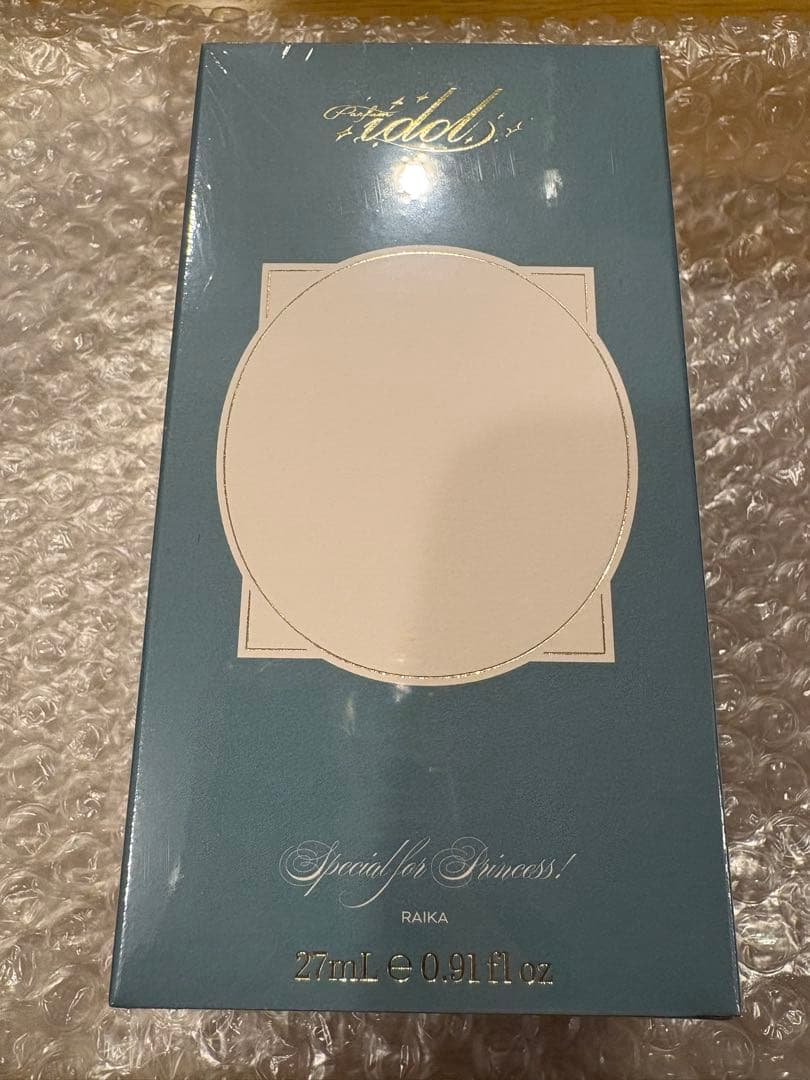 Parfum
idol
Special for Princess!
RAIKA
27mL ℮ 0.91 fl oz